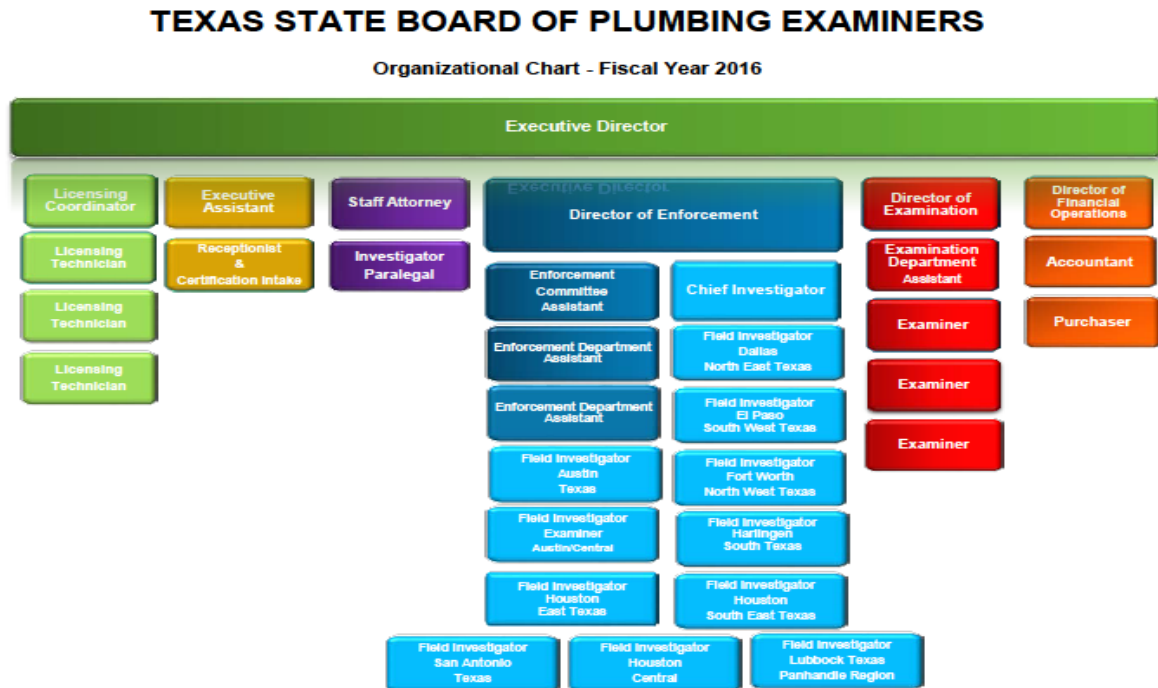 TEXAS STATE BOARD OF PLUMBING EXAMINERS
Organizational Chart - Fiscal Year 2016
Executive Director
Licensing
Coordinator
Licensing
Technician
Licensing
Technician
Licensing
Technician
Executive
Assistant
Receptionist
&
Certification Intake
Staff Attorney
Investigator
Paralegal
Executive Director
Director of Enforcement
Enforcement
Committee
Assistant
Enforcement Department
Assistant
Enforcement Department
Assistant
Field Investigator
Austin
Texas
Field Investigator
Examiner
Austin/Central
Field Investigator
Houston
East Texas
Chief Investigator
Field Investigator
Dallas
North East Texas
Field Investigator
El Paso
South West Texas
Field Investigator
Fort Worth
North West Texas
Field Investigator
Harlingen
South Texas
Field Investigator
Houston
South East Texas
Field Investigator
San Antonio
Texas
Field Investigator
Houston
Central
Field Investigator
Lubbock Texas
Panhandle Region
Director of
Examination
Examination
Department
Assistant
Examiner
Examiner
Examiner
Director of
Financial
Operations
Accountant
Purchaser